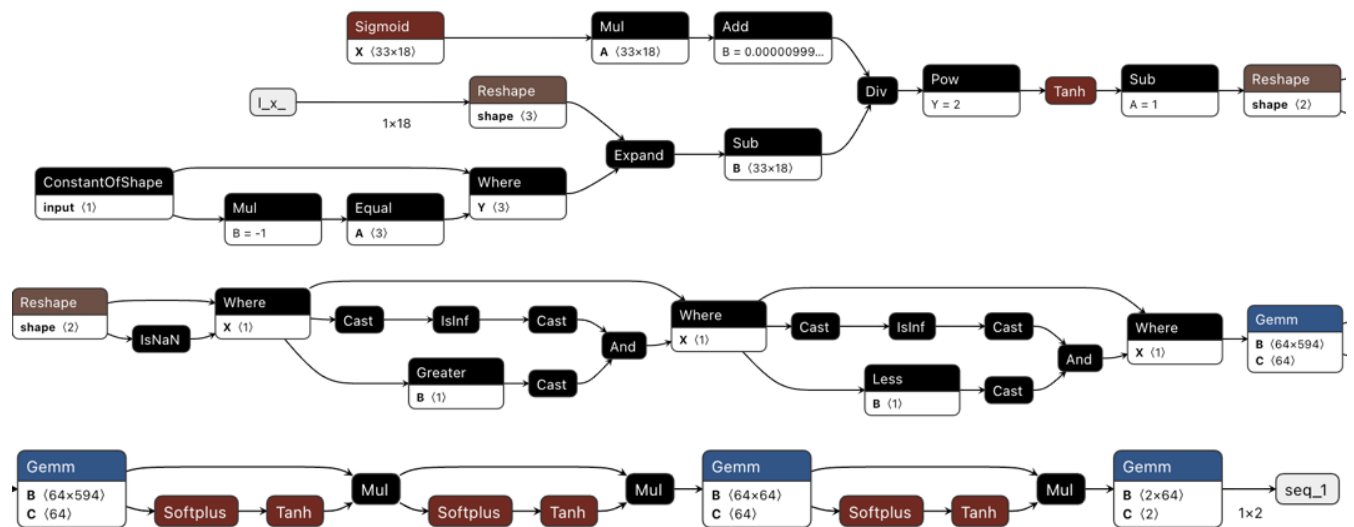 Sigmoid
X ⟨33×18⟩
Mul
A ⟨33×18⟩
Add
B = 0.00000999...
l_x_
1×18
Reshape
shape ⟨3⟩
Div
Pow
Y = 2
Tanh
Sub
A = 1
Reshape
shape ⟨2⟩
Expand
Sub
B ⟨33×18⟩
ConstantOfShape
input ⟨1⟩
Mul
B = -1
Equal
A ⟨3⟩
Where
Y ⟨3⟩
Reshape
shape ⟨2⟩
IsNaN
Where
X ⟨1⟩
Cast
IsInf
Cast
Greater
B ⟨1⟩
Cast
And
Where
X ⟨1⟩
Cast
IsInf
Cast
Less
B ⟨1⟩
Cast
And
Where
X ⟨1⟩
Gemm
B ⟨64×594⟩
C ⟨64⟩
Gemm
B ⟨64×594⟩
C ⟨64⟩
Softplus
Tanh
Mul
Softplus
Tanh
Mul
Gemm
B ⟨64×64⟩
C ⟨64⟩
Softplus
Tanh
Mul
Gemm
B ⟨2×64⟩
C ⟨2⟩
1×2
seq_1